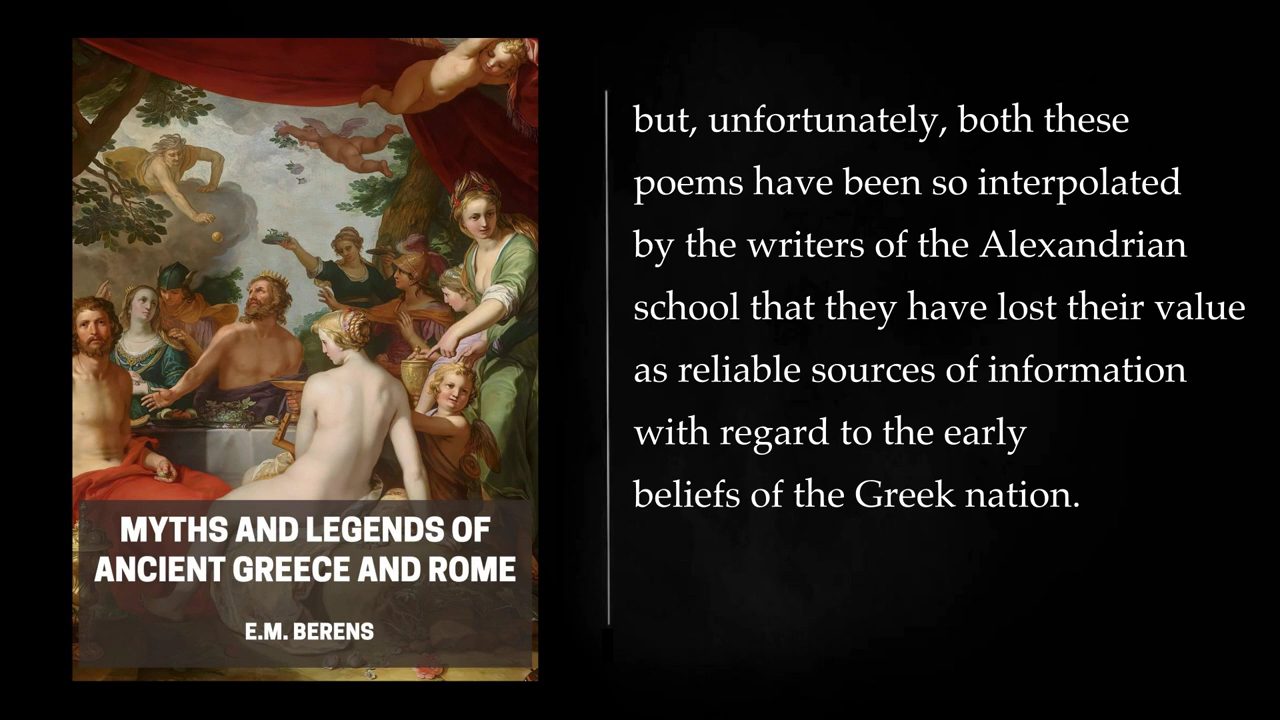 MYTHS AND LEGENDS OF
ANCIENT GREECE AND ROME
E.M. BERENS
but, unfortunately, both these
poems have been so interpolated
by the writers of the Alexandrian
school that they have lost their value
as reliable sources of information
with regard to the early
beliefs of the Greek nation.